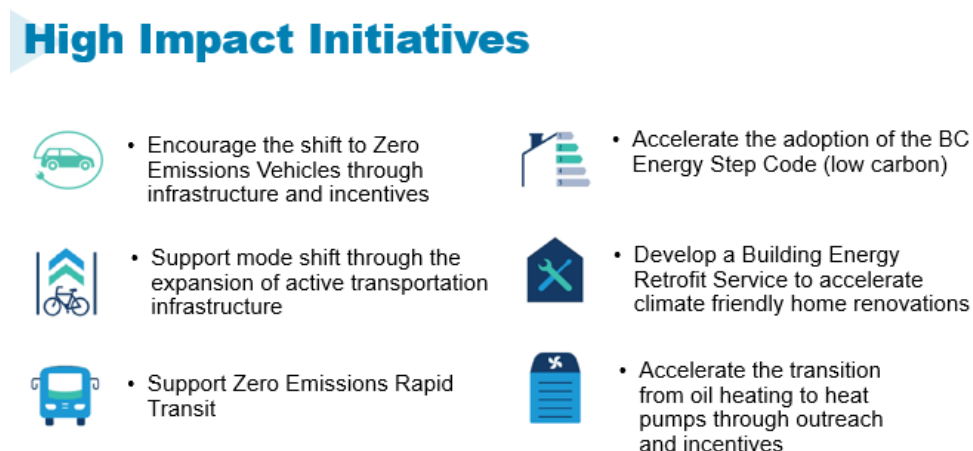 High Impact Initiatives
• Encourage the shift to Zero
Emissions Vehicles through
infrastructure and incentives
• Support mode shift through the
expansion of active transportation
infrastructure
• Support Zero Emissions Rapid
Transit
• Accelerate the adoption of the BC
Energy Step Code (low carbon)
• Develop a Building Energy
Retrofit Service to accelerate
climate friendly home renovations
• Accelerate the transition
from oil heating to heat
pumps through outreach
and incentives